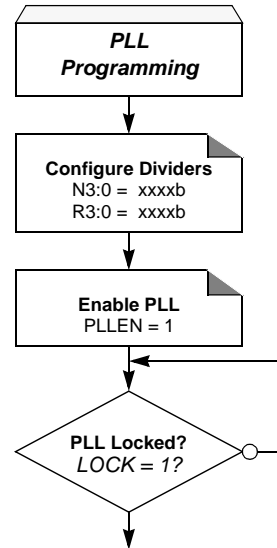 PLL
Programming
Configure Dividers
N3:0 = xxxxb
R3:0 = xxxxb
Enable PLL
PLLEN = 1
PLL Locked?
LOCK = 1?